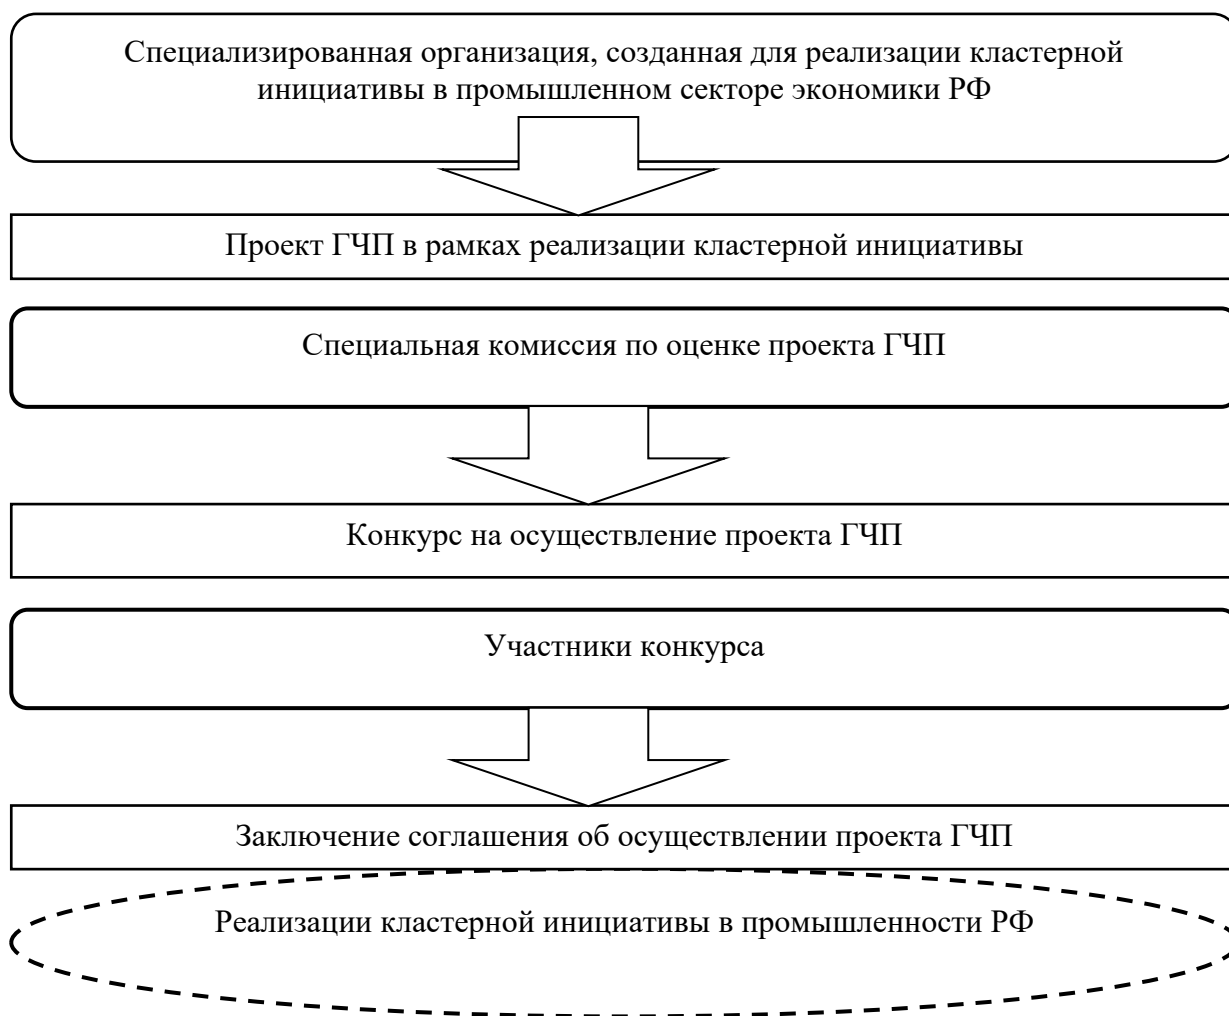 Специализированная организация, созданная для реализации кластерной
инициативы в промышленном секторе экономики РФ
Проект ГЧП в рамках реализации кластерной инициативы
Специальная комиссия по оценке проекта ГЧП
Конкурс на осуществление проекта ГЧП
Участники конкурса
Заключение соглашения об осуществлении проекта ГЧП
Реализации кластерной инициативы в промышленности РФ